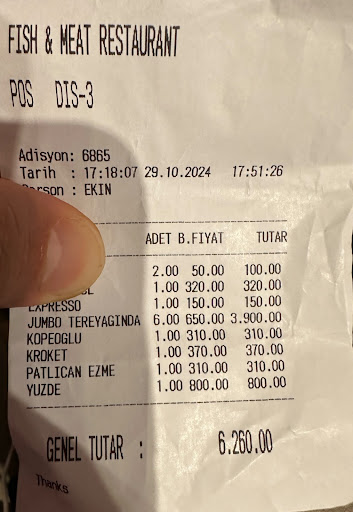 FISH & MEAT RESTAURANT
POS DIS-3
Adisyon: 6865
Tarih : 17:18:07 29.10.2024 17:51:26
: EKIN
ADET B.FIYAT TUTAR
2.00 50.00 100.00
1.00 320.00 320.00
EXPRESSO 1.00 150.00 150.00
JUMBO TEREYAGINDA 6.00 650.00 3.900.00
KOPEOGLU 1.00 310.00 310.00
KROKET 1.00 370.00 370.00
PATLICAN EZME 1.00 310.00 310.00
YUZDE 1.00 800.00 800.00
GENEL TUTAR : 6.260.00
Thanks